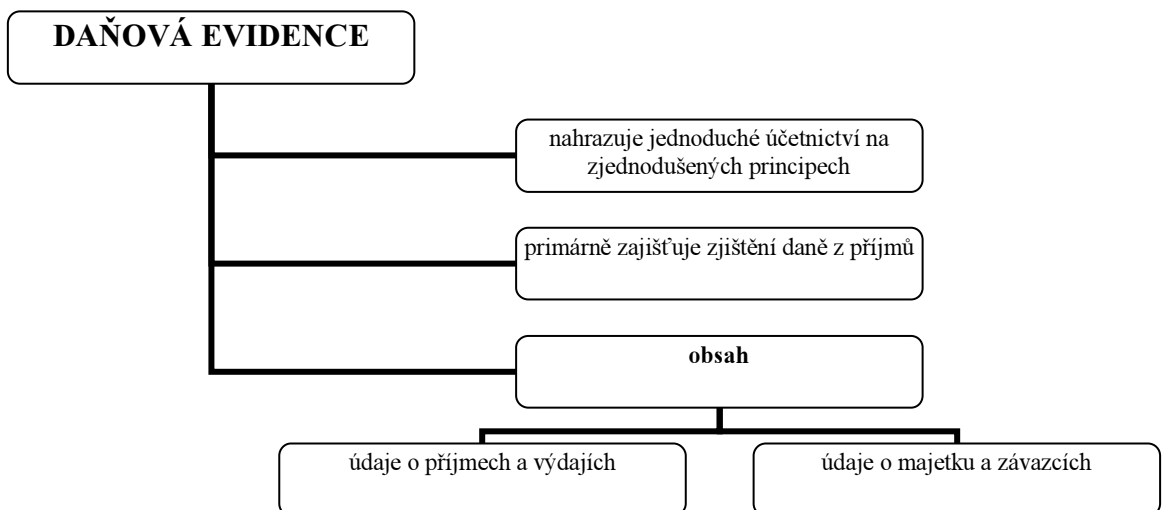 DAŇOVÁ EVIDENCE
nahrazuje jednoduché účetnictví na
zjednodušených principech
primárně zajišťuje zjištění daně z příjmů
obsah
údaje o příjmech a výdajích
údaje o majetku a závazcích